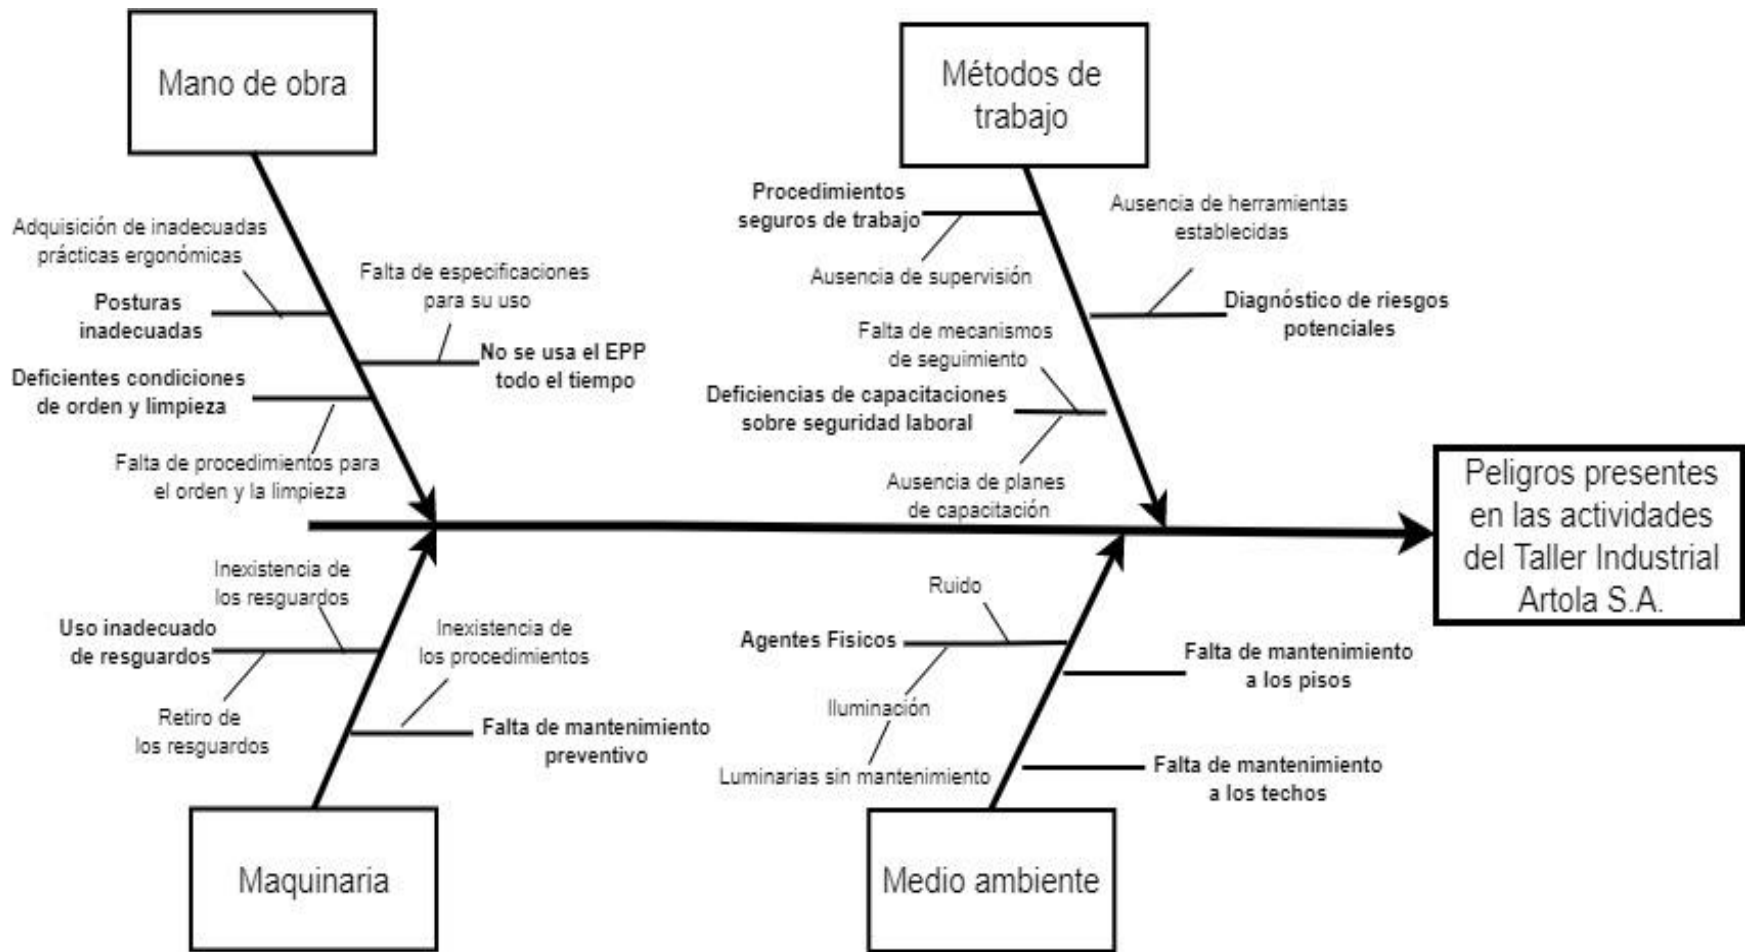 Mano de obra
Adquisición de inadecuadas
prácticas ergonómicas
Posturas
inadecuadas
Falta de especificaciones
para su uso
No se usa el EPP
todo el tiempo
Deficientes condiciones
de orden y limpieza
Falta de procedimientos para
el orden y la limpieza
Métodos de
trabajo
Procedimientos
seguros de trabajo
Ausencia de supervisión
Ausencia de herramientas
establecidas
Diagnóstico de riesgos
potenciales
Falta de mecanismos
de seguimiento
Deficiencias de capacitaciones
sobre seguridad laboral
Ausencia de planes
de capacitación
Peligros presentes
en las actividades
del Taller Industrial
Artola S.A.
Inexistencia de
los resguardos
Uso inadecuado
de resguardos
Retiro de
los resguardos
Inexistencia de
los procedimientos
Falta de mantenimiento
preventivo
Maquinaria
Ruido
Agentes Fisicos
Iluminación
Luminarias sin mantenimiento
Falta de mantenimiento
a los pisos
Falta de mantenimiento
a los techos
Medio ambiente